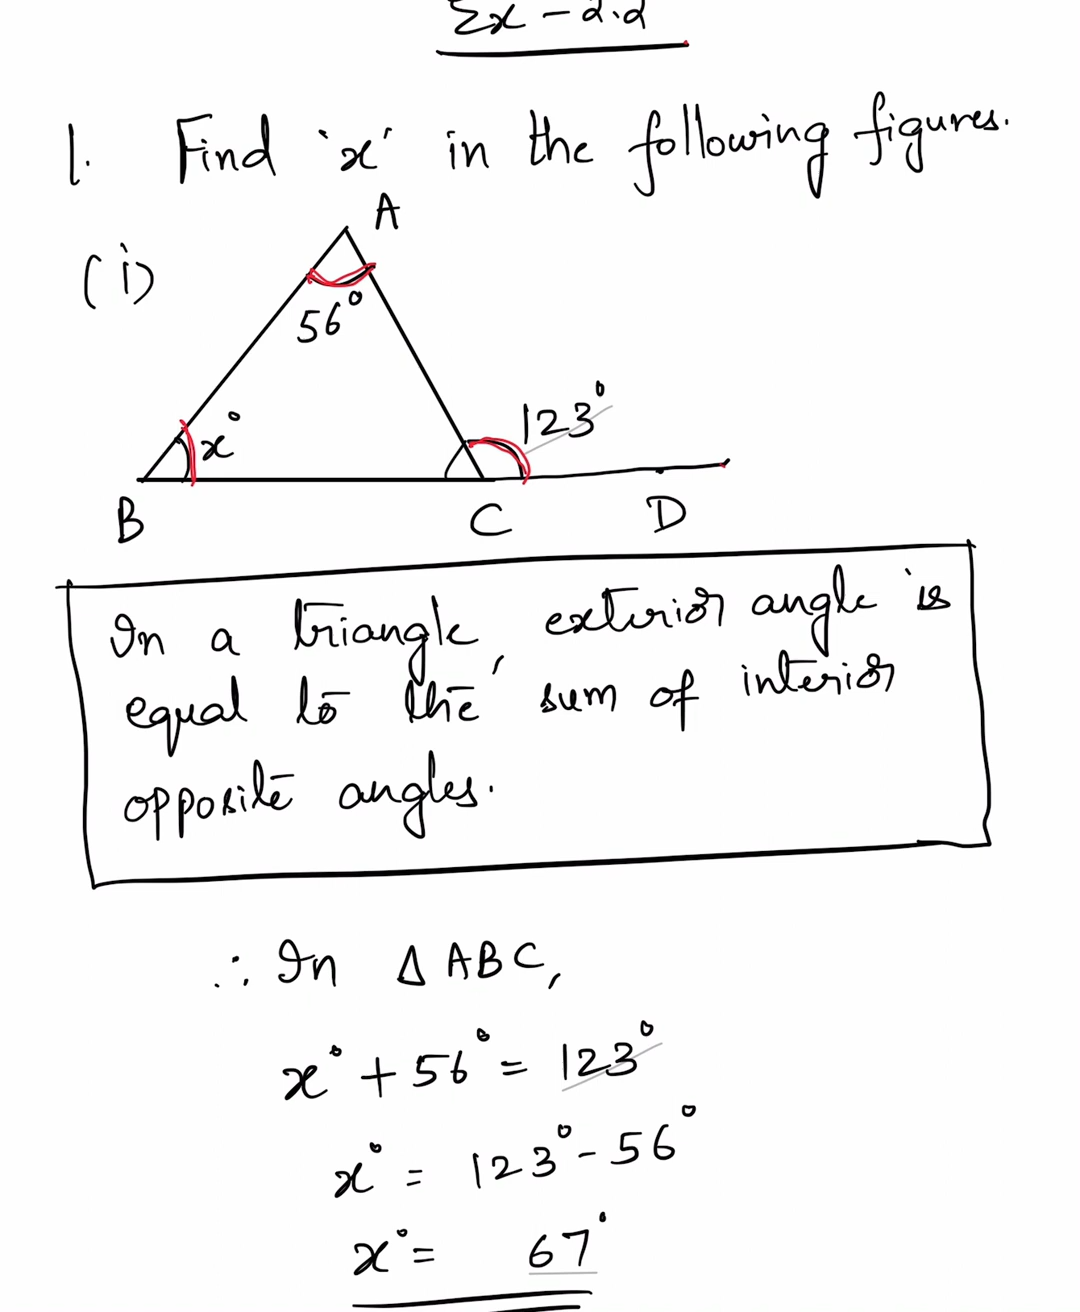 Ex - 2.2
1. Find 'x' in the following figures.
(i)
A
56°
x°
123°
B
C
D
In a triangle, exterior angle is
equal to the sum of interior
opposite angles.
∴ In Δ ABC,
x° + 56° = 123°
x° = 123° - 56°
x° = 67°